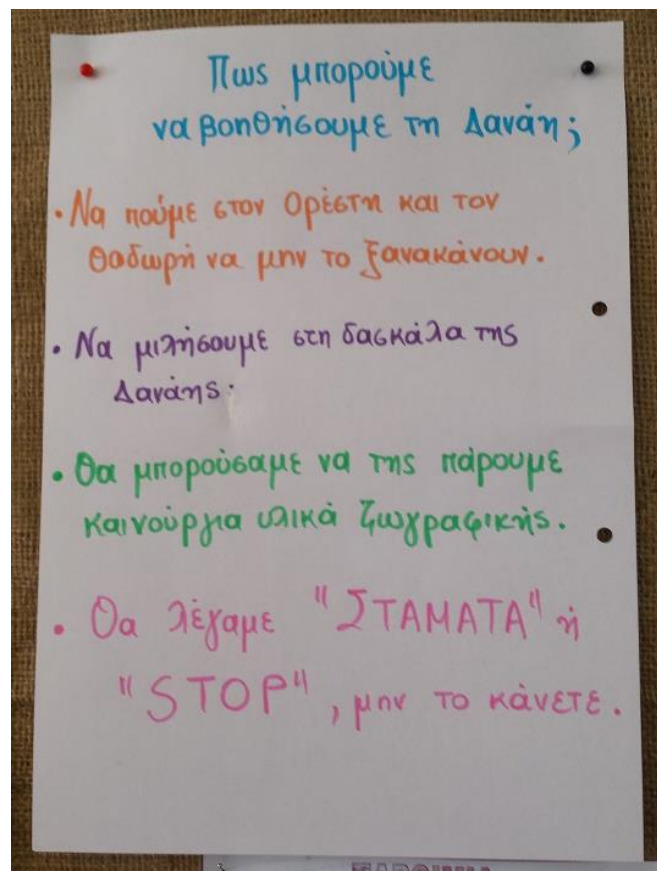 Πως μπορούμε
να βοηθήσουμε τη Δανάη;
• Να πούμε στον Ορέστη και τον
Θοδωρή να μην το ξανακάνουν.
• Να μιλήσουμε στη δασκάλα της
Δανάης.
• Θα μπορούσαμε να της πάρουμε
καινούργια υλικά ζωγραφικής.
• Θα λέγαμε "ΣΤΑΜΑΤΑ" ή
"STOP", μην το κάνετε.